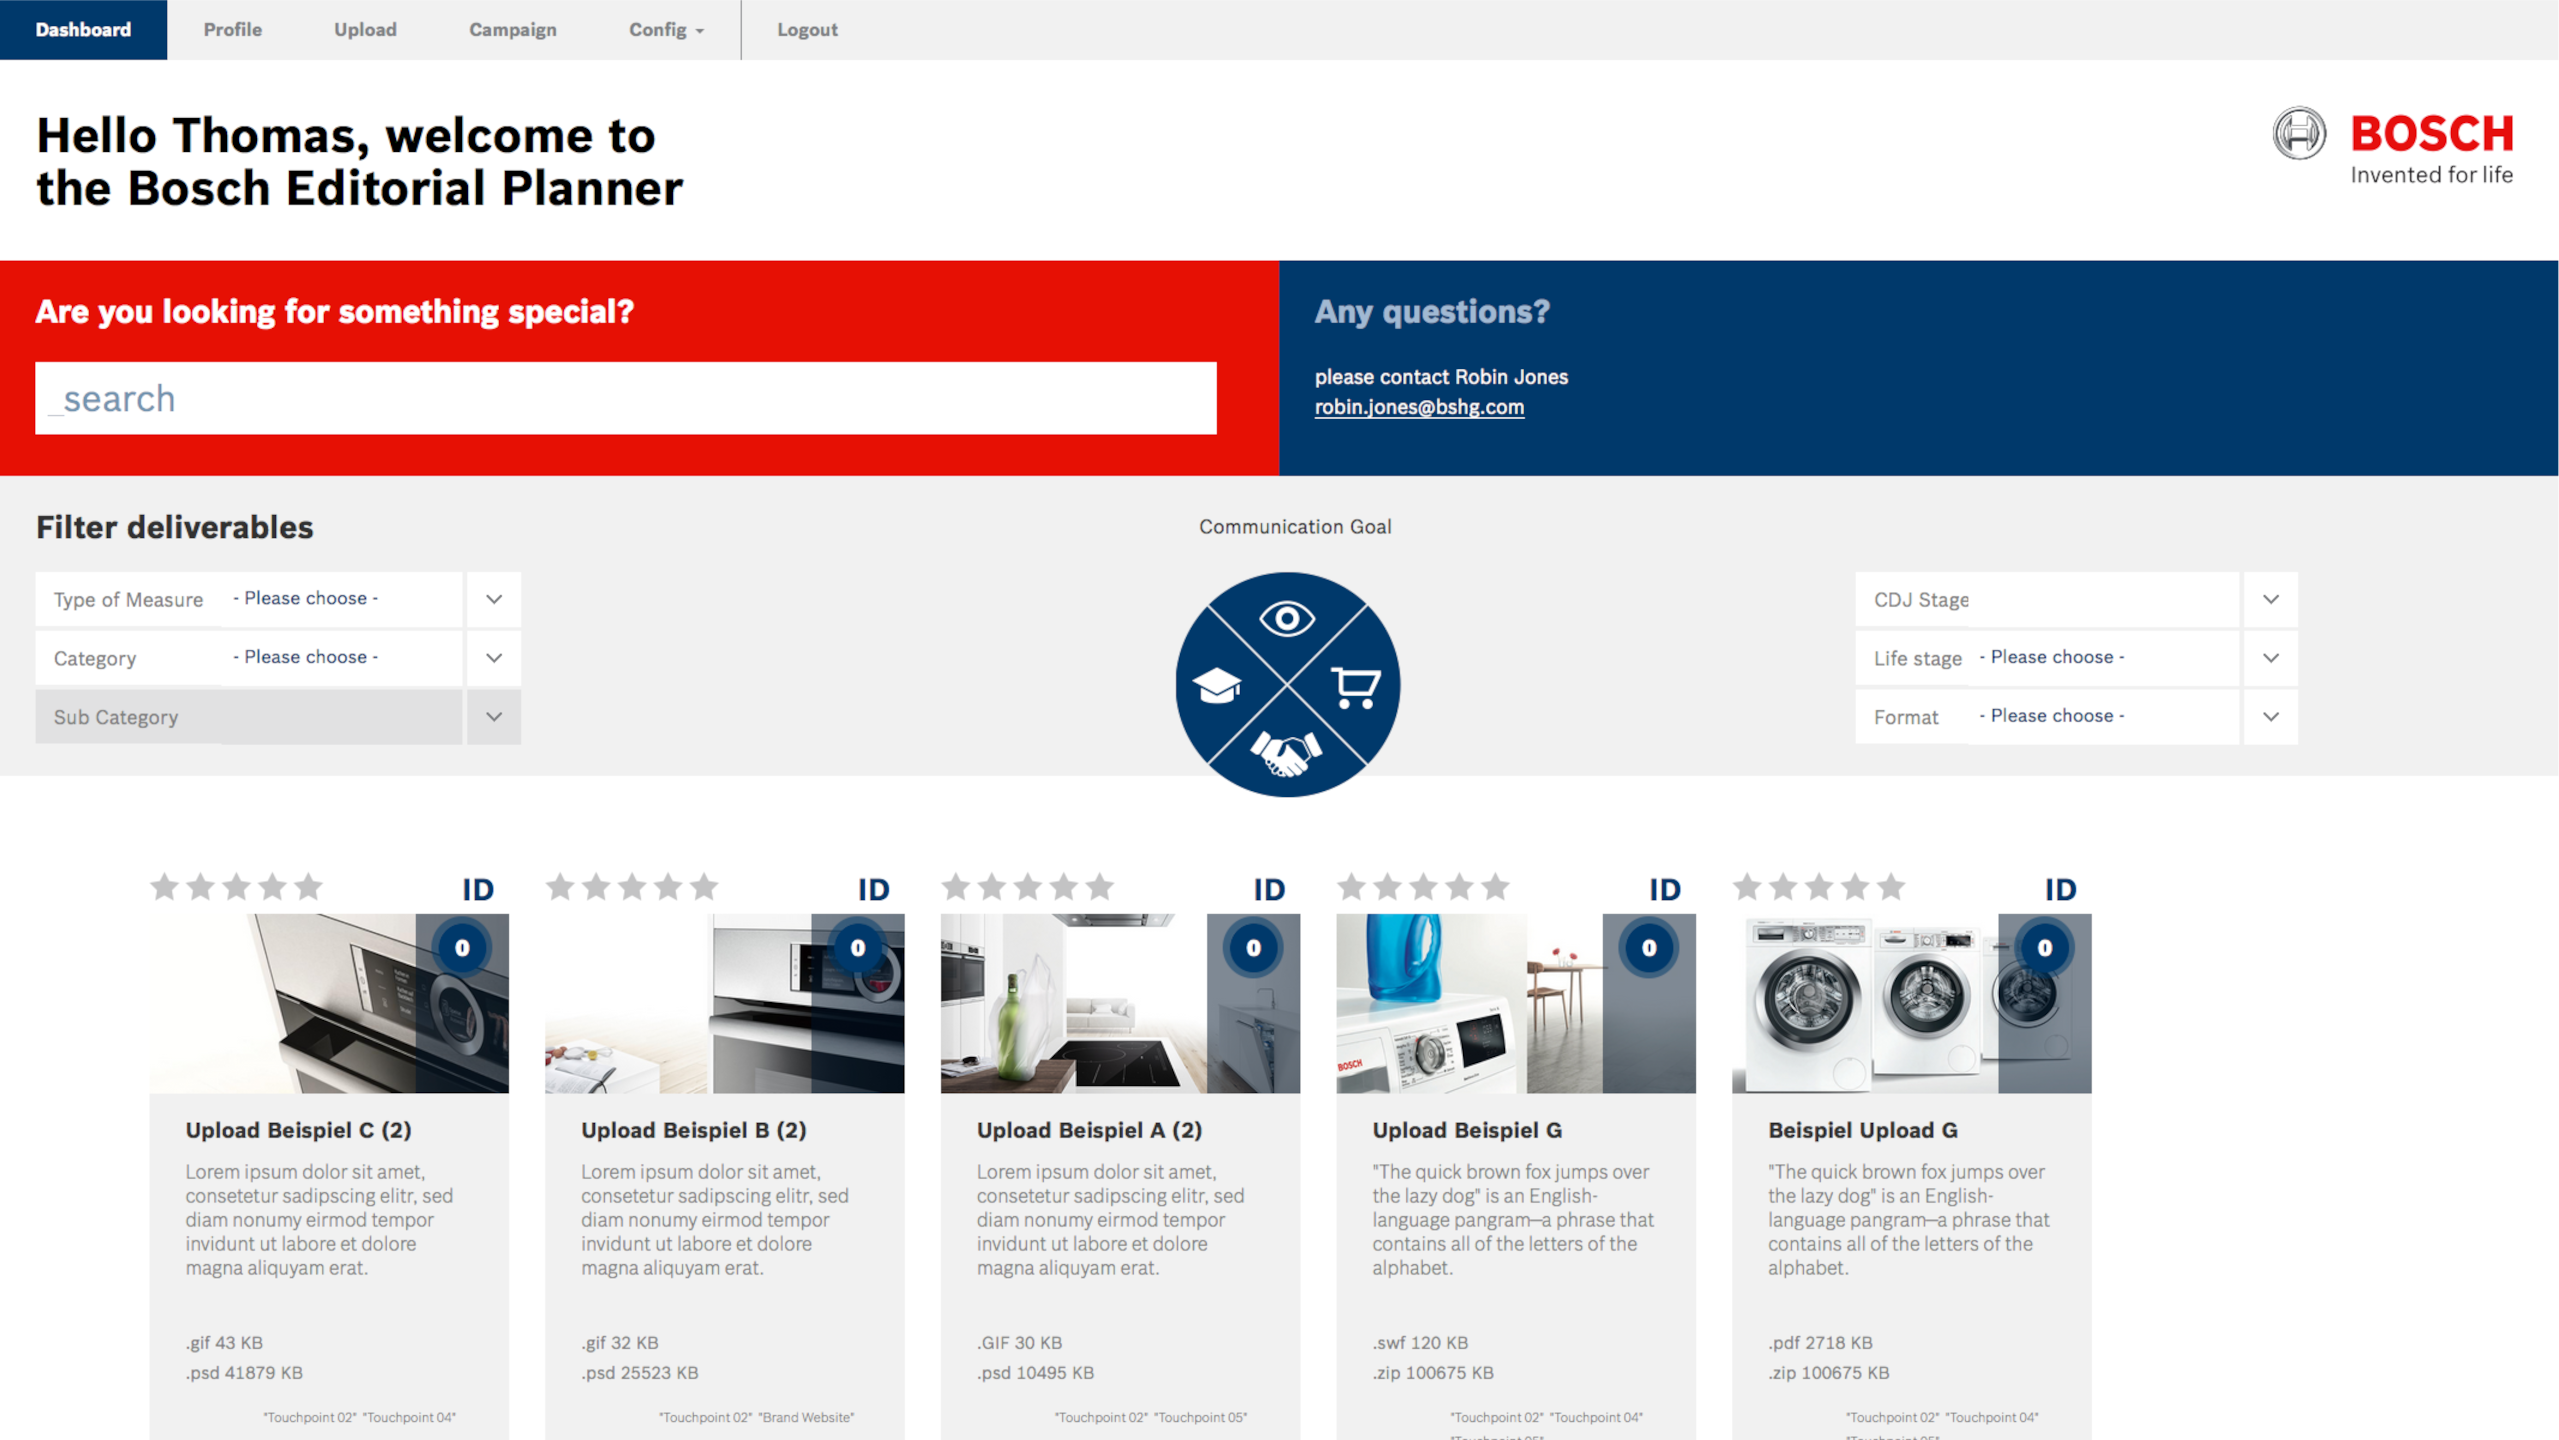 Dashboard Profile Upload Campaign Config Logout
Hello Thomas, welcome to
the Bosch Editorial Planner
BOSCH
Invented for life
Are you looking for something special?
_search
Any questions?
please contact Robin Jones
robin.jones@bshg.com
Filter deliverables
Type of Measure - Please choose -
Category - Please choose -
Sub Category
Communication Goal
CDJ Stage
Life stage - Please choose -
Format - Please choose -
ID
0
Upload Beispiel C (2)
Lorem ipsum dolor sit amet,
consetetur sadipscing elitr, sed
diam nonumy eirmod tempor
invidunt ut labore et dolore
magna aliquyam erat.
.gif 43 KB
.psd 41879 KB
"Touchpoint 02" "Touchpoint 04"
ID
0
Upload Beispiel B (2)
Lorem ipsum dolor sit amet,
consetetur sadipscing elitr, sed
diam nonumy eirmod tempor
invidunt ut labore et dolore
magna aliquyam erat.
.gif 32 KB
.psd 25523 KB
"Touchpoint 02" "Brand Website"
ID
0
Upload Beispiel A (2)
Lorem ipsum dolor sit amet,
consetetur sadipscing elitr, sed
diam nonumy eirmod tempor
invidunt ut labore et dolore
magna aliquyam erat.
.GIF 30 KB
.psd 10495 KB
"Touchpoint 02" "Touchpoint 05"
ID
0
BOSCH
Upload Beispiel G
"The quick brown fox jumps over
the lazy dog" is an English-
language pangram—a phrase that
contains all of the letters of the
alphabet.
.swf 120 KB
.zip 100675 KB
"Touchpoint 02" "Touchpoint 04"
ID
0
Beispiel Upload G
"The quick brown fox jumps over
the lazy dog" is an English-
language pangram—a phrase that
contains all of the letters of the
alphabet.
.pdf 2718 KB
.zip 100675 KB
"Touchpoint 02" "Touchpoint 04"